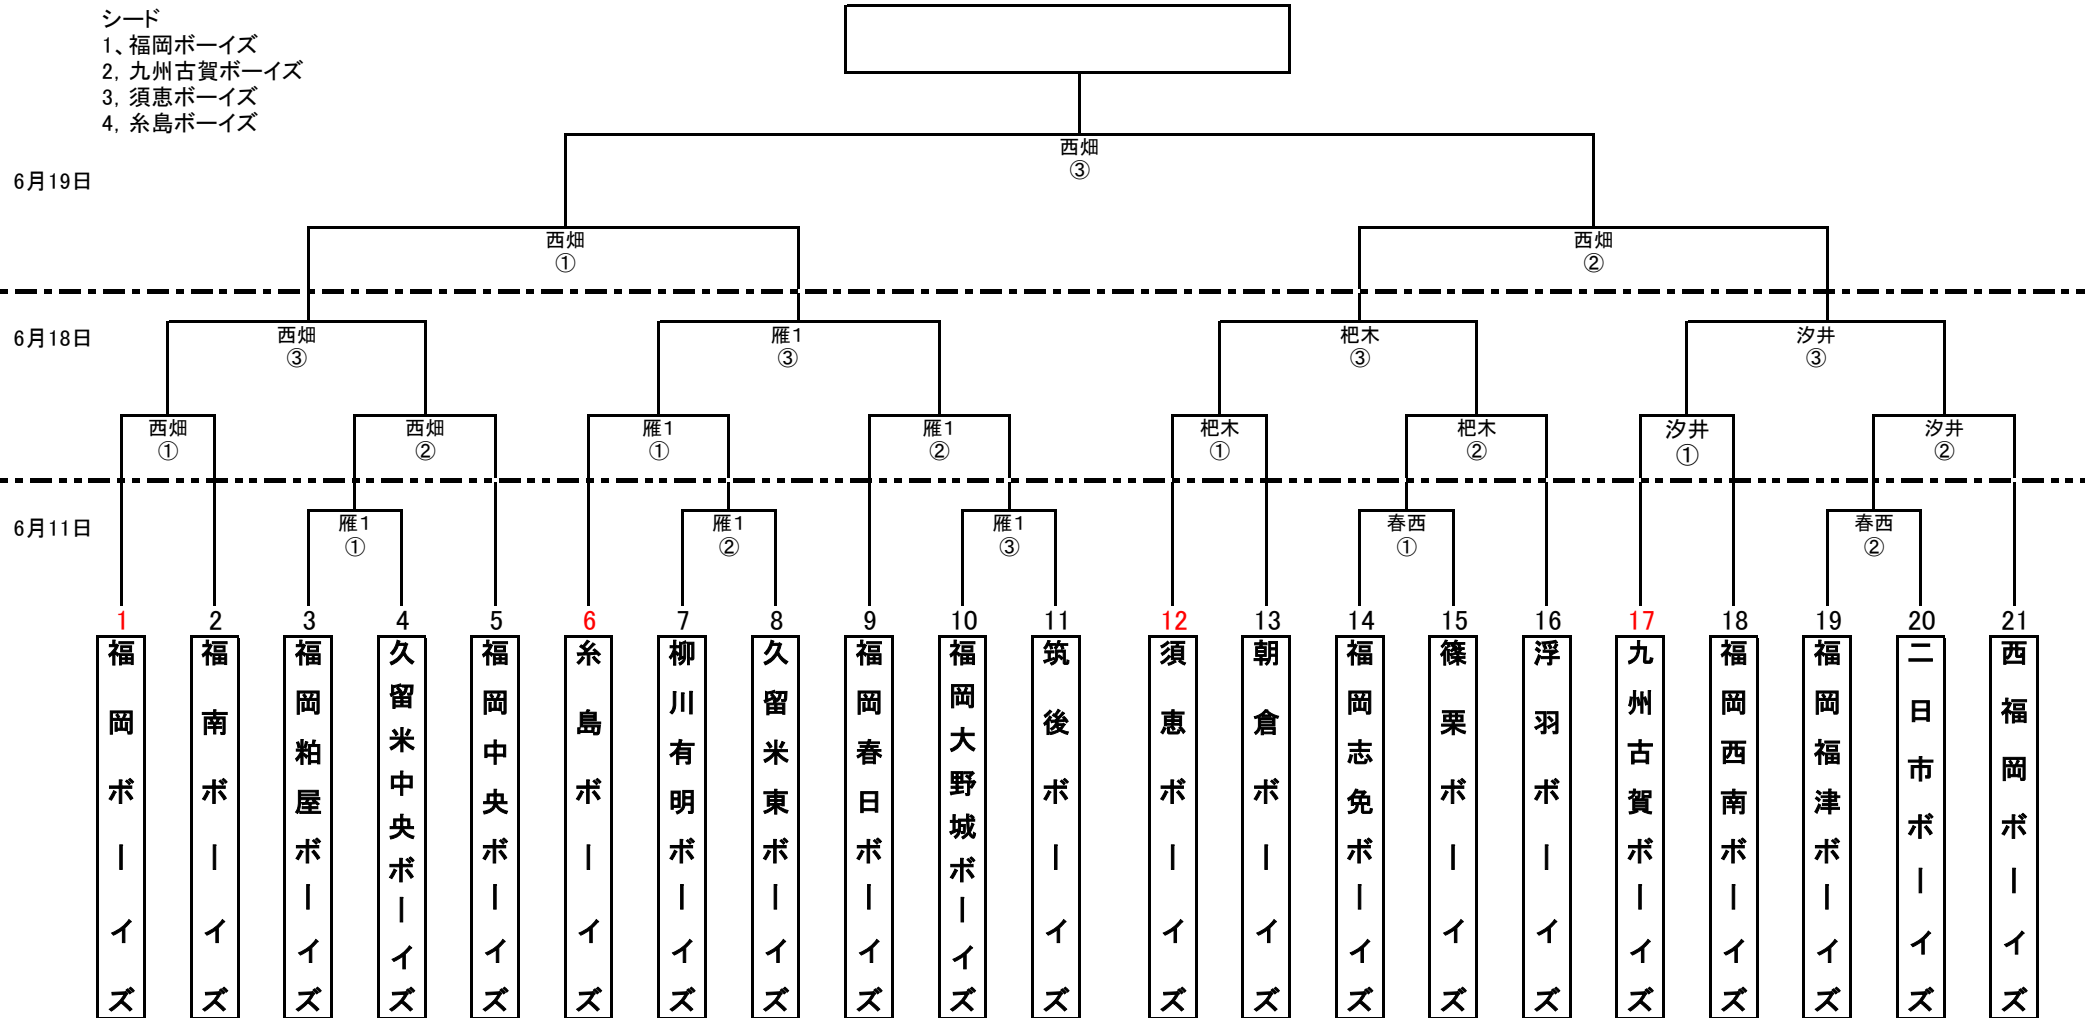 シード
1、福岡ボーイズ
2, 九州古賀ボーイズ
3, 須恵ボーイズ
4, 糸島ボーイズ
西畑
③
6月19日
西畑
①
西畑
②
6月18日
西畑
③
雁1
③
杷木
③
汐井
③
西畑
①
西畑
②
雁1
①
雁1
②
杷木
①
杷木
②
汐井
①
汐井
②
6月11日
雁1
①
雁1
②
雁1
③
春西
①
春西
②
1
福岡ボーイズ
2
福南ボーイズ
3
福岡粕屋ボーイズ
4
久留米中央ボーイズ
5
福岡中央ボーイズ
6
糸島ボーイズ
7
柳川有明ボーイズ
8
久留米東ボーイズ
9
福岡春日ボーイズ
10
福岡大野城ボーイズ
11
筑後ボーイズ
12
須恵ボーイズ
13
朝倉ボーイズ
14
福岡志免ボーイズ
15
篠栗ボーイズ
16
浮羽ボーイズ
17
九州古賀ボーイズ
18
福岡西南ボーイズ
19
福岡福津ボーイズ
20
二日市ボーイズ
21
西福岡ボーイズ